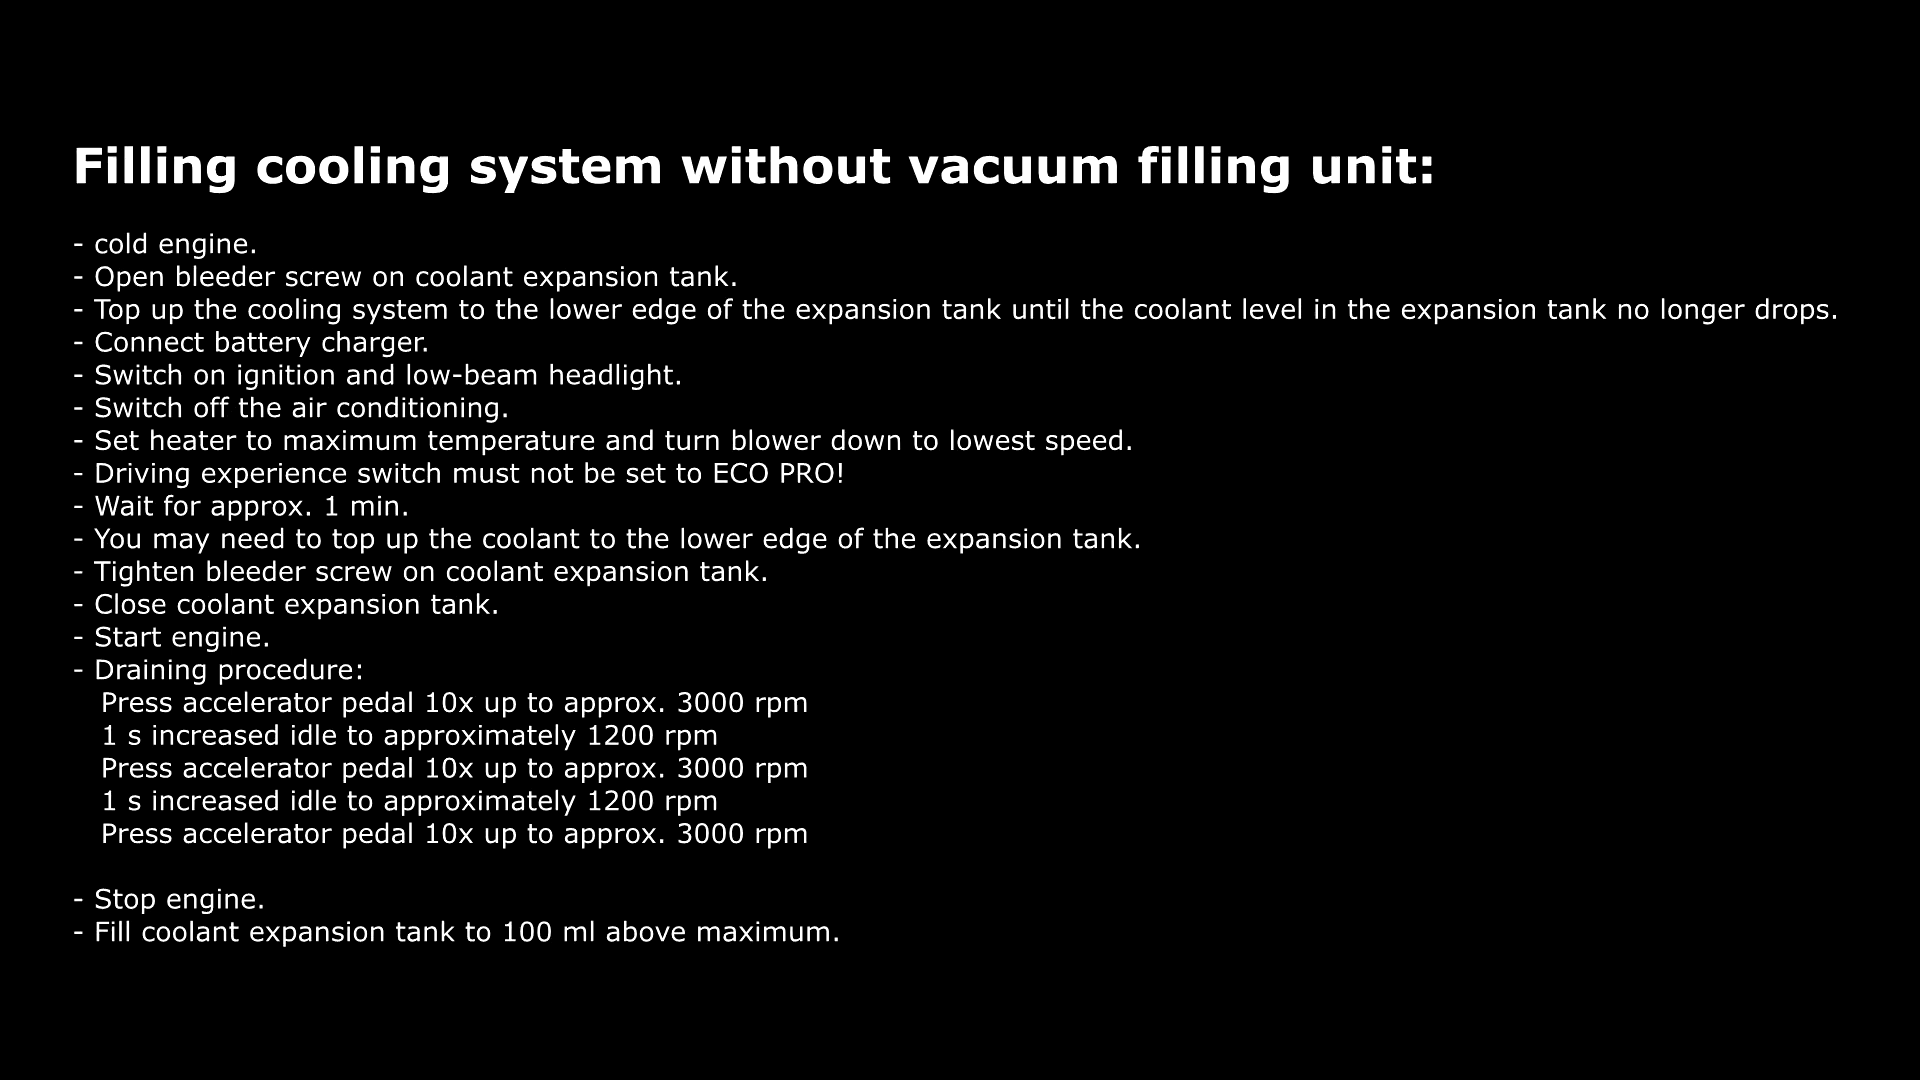 Filling cooling system without vacuum filling unit:
- cold engine.
- Open bleeder screw on coolant expansion tank.
- Top up the cooling system to the lower edge of the expansion tank until the coolant level in the expansion tank no longer drops.
- Connect battery charger.
- Switch on ignition and low-beam headlight.
- Switch off the air conditioning.
- Set heater to maximum temperature and turn blower down to lowest speed.
- Driving experience switch must not be set to ECO PRO!
- Wait for approx. 1 min.
- You may need to top up the coolant to the lower edge of the expansion tank.
- Tighten bleeder screw on coolant expansion tank.
- Close coolant expansion tank.
- Start engine.
- Draining procedure:
Press accelerator pedal 10x up to approx. 3000 rpm
1 s increased idle to approximately 1200 rpm
Press accelerator pedal 10x up to approx. 3000 rpm
1 s increased idle to approximately 1200 rpm
Press accelerator pedal 10x up to approx. 3000 rpm
- Stop engine.
- Fill coolant expansion tank to 100 ml above maximum.